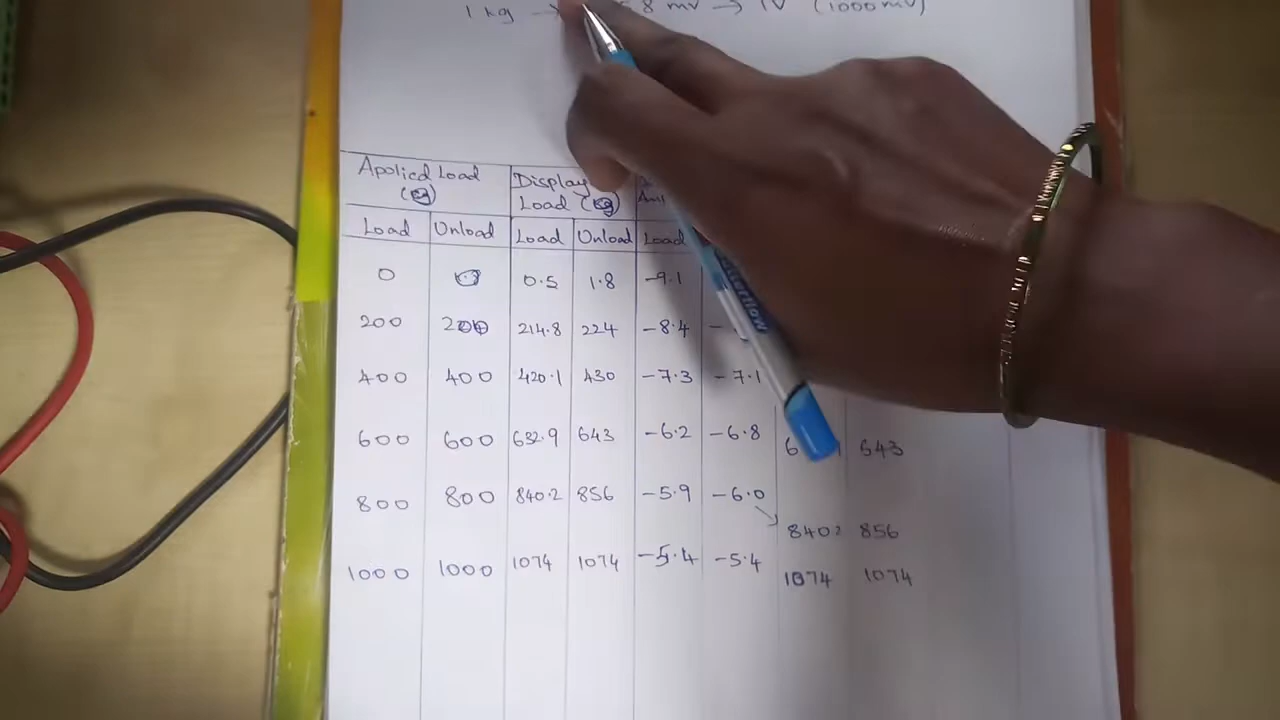 1 kg → 8 mv → 1V (1000mv)
Applied Load Display
(g) Load (g)
Load Unload Load Unload Load
0 0 0.5 1.8 -9.1
200 200 214.8 224 -8.4 -
400 400 420.1 430 -7.3 -7.1
600 600 632.9 643 -6.2 -6.8 6 643
800 800 840.2 856 -5.9 -6.0
840.2 856
1000 1000 1074 1074 -5.4 -5.4
1074 1074